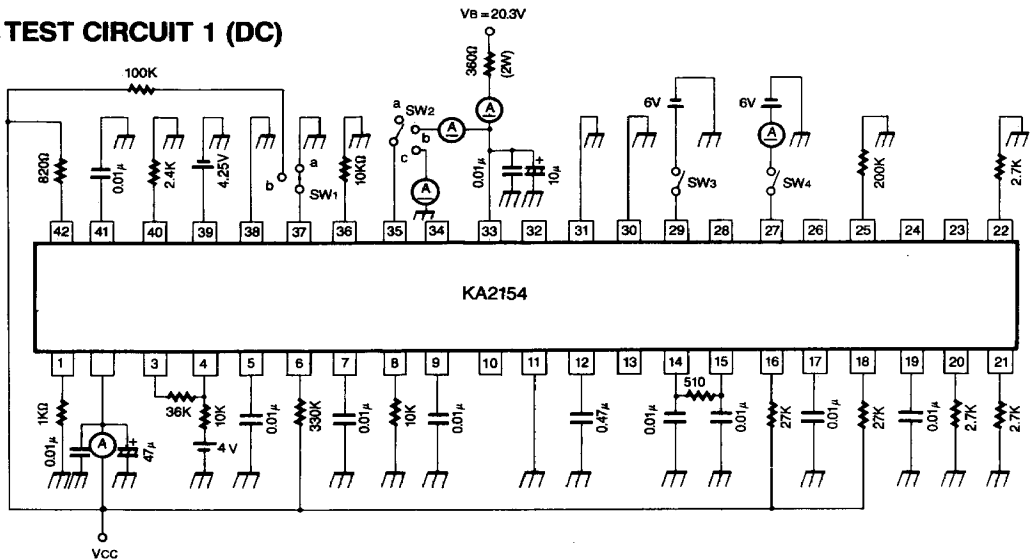 TEST CIRCUIT 1 (DC)
VB = 20.3V
360Ω
(2W)
100K
820Ω
0.01μ
2.4K
4.25V
b
a
SW1
10KΩ
a
SW2
b
c
A
A
A
0.01μ
10μ
+
6V
SW3
6V
A
SW4
200K
2.7K
42 41 40 39 38 37 36 35 34 33 32 31 30 29 28 27 26 25 24 23 22
KA2154
1 3 4 5 6 7 8 9 10 11 12 13 14 15 16 17 18 19 20 21
1KΩ
0.01μ
A
+
47μ
36K
10K
4V
0.01μ
330K
0.01μ
10K
0.01μ
0.47μ
510
0.01μ
0.01μ
27K
0.01μ
27K
0.01μ
2.7K
2.7K
VCC